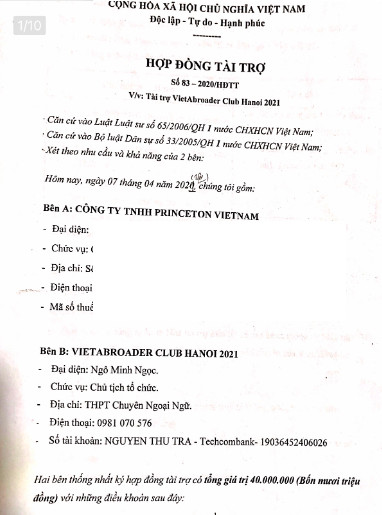 1/10
CỘNG HÒA XÃ HỘI CHỦ NGHĨA VIỆT NAM
Độc lập - Tự do - Hạnh phúc
----------
HỢP ĐỒNG TÀI TRỢ
Số 83 – 2020/HĐTT
V/v: Tài trợ VietAbroader Club Hanoi 2021
- Căn cứ vào Luật Luật sư số 65/2006/QH 1 nước CHXHCN Việt Nam;
- Căn cứ vào Bộ luật Dân sự số 33/2005/QH 1 nước CHXHCN Việt Nam;
- Xét theo nhu cầu và khả năng của 2 bên:
Hôm nay, ngày 07 tháng 04 năm 2021, chúng tôi gồm:
Bên A: CÔNG TY TNHH PRINCETON VIETNAM
- Đại diện:
- Chức vụ:
- Địa chỉ:
- Điện thoại
- Mã số thuế
Bên B: VIETABROADER CLUB HANOI 2021
- Đại diện: Ngô Minh Ngọc.
- Chức vụ: Chủ tịch tổ chức.
- Địa chỉ: THPT Chuyên Ngoại Ngữ.
- Điện thoại: 0981 070 576
- Số tài khoản: NGUYEN THU TRA - Techcombank- 19036452406026
Hai bên thống nhất ký hợp đồng tài trợ có tổng giá trị 40.000.000 (Bốn mươi triệu
đồng) với những điều khoản sau đây: